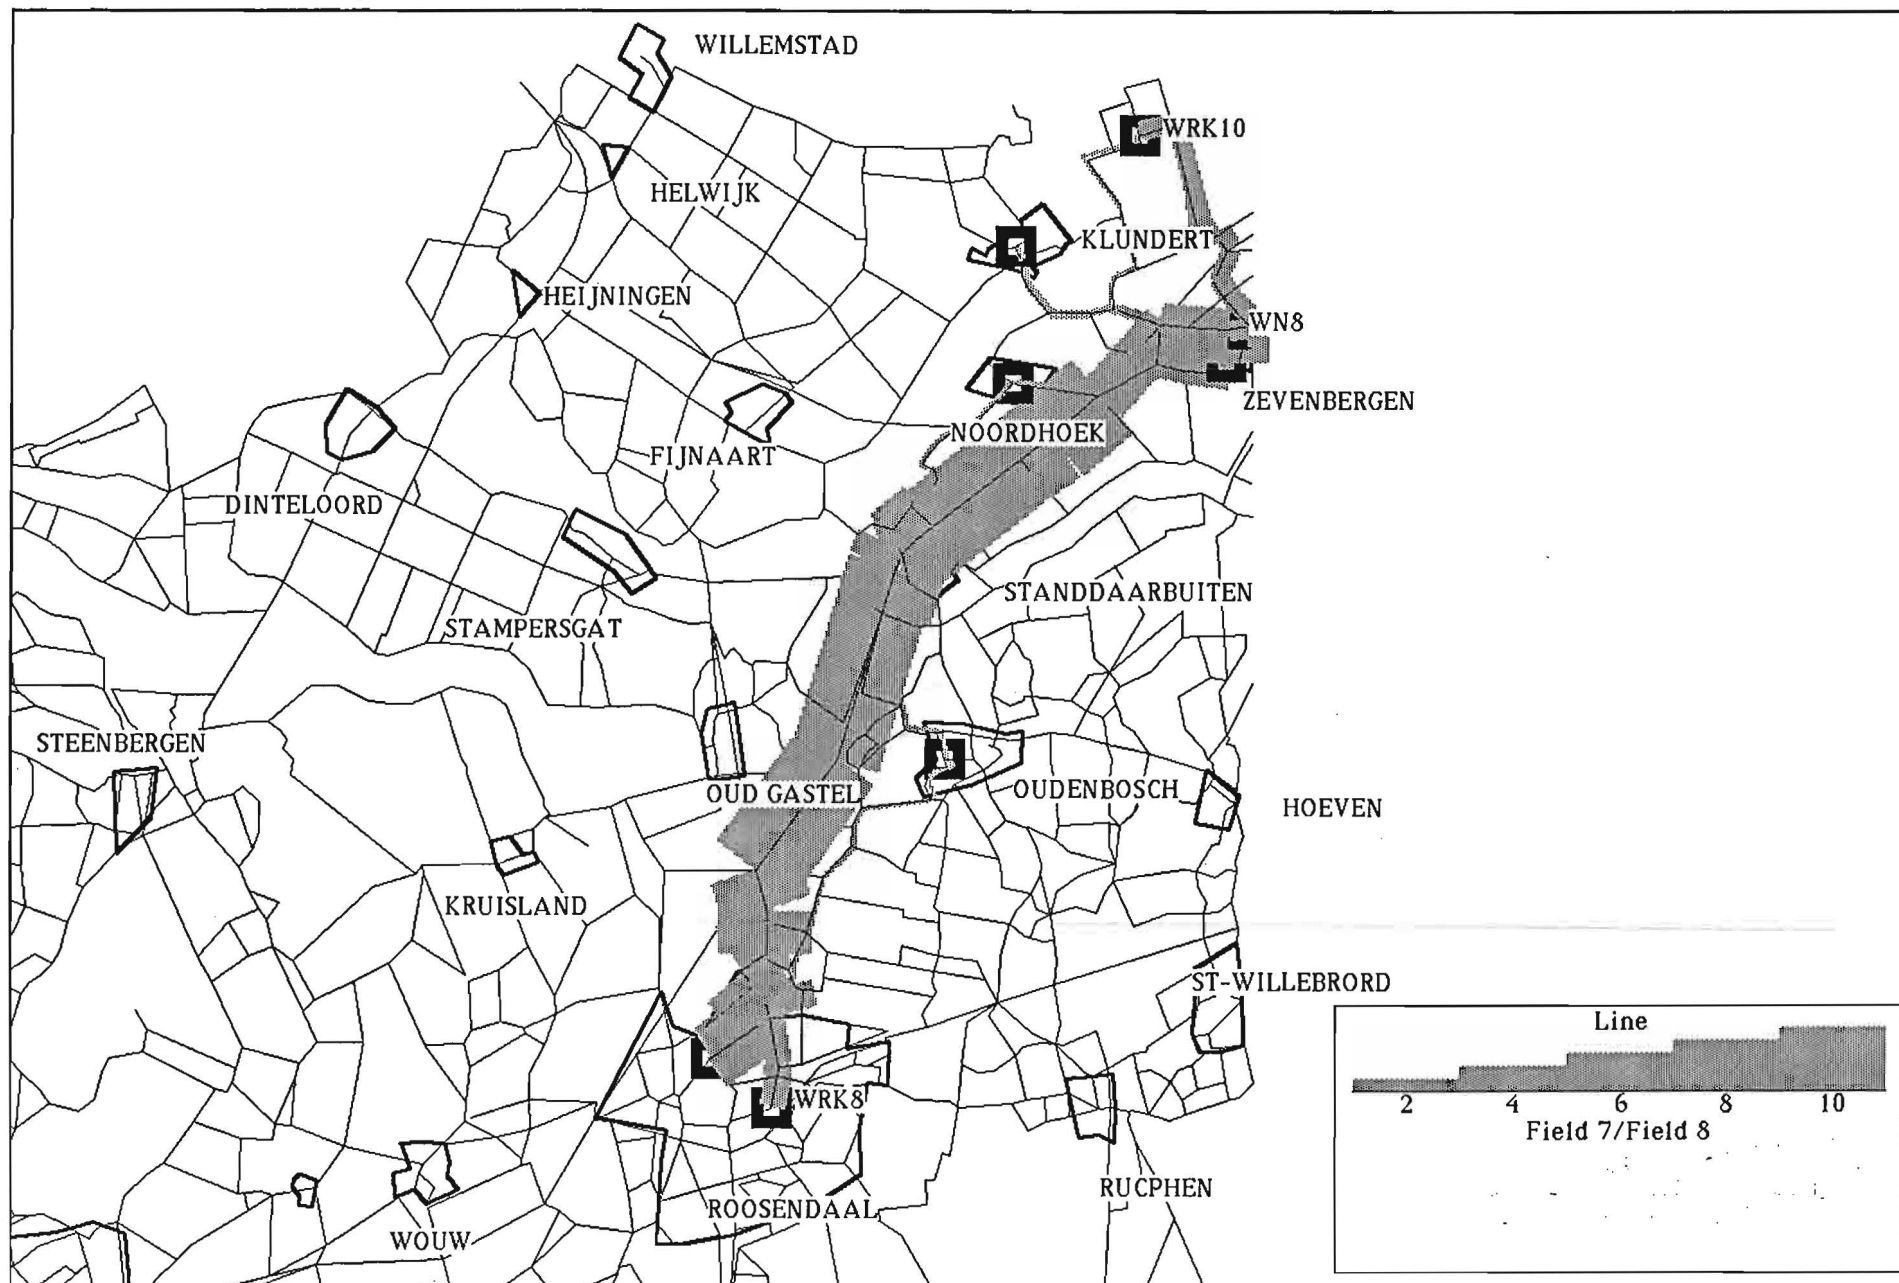 WILLEMSTAD
WRK10
HELWIJK
KLUNDERT
HEIJNINGEN
WN8
ZEVENBERGEN
NOORDHOEK
FIJNAART
DINTELOORD
STANDDAARBUITEN
STAMPERSGAT
STEENBERGEN
OUD GASTEL
OUDENBOSCH
HOEVEN
KRUISLAND
ST-WILLEBRORD
Line
2 4 6 8 10
Field 7/Field 8
WRK8
RUCPHEN
ROOSENDAAL
WOUW